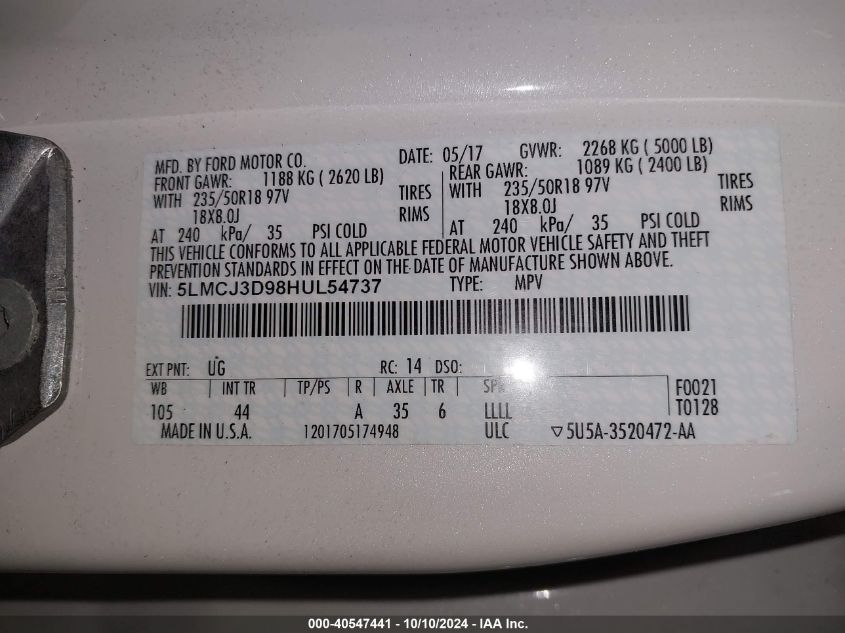 MFD. BY FORD MOTOR CO. DATE: 05/17 GVWR: 2268 KG ( 5000 LB)
FRONT GAWR: 1188 KG ( 2620 LB) REAR GAWR: 1089 KG ( 2400 LB)
WITH 235/50R18 97V TIRES WITH 235/50R18 97V TIRES
18X8.0J RIMS 18X8.0J RIMS
AT 240 kPa/ 35 PSI COLD AT 240 kPa/ 35 PSI COLD
THIS VEHICLE CONFORMS TO ALL APPLICABLE FEDERAL MOTOR VEHICLE SAFETY AND THEFT
PREVENTION STANDARDS IN EFFECT ON THE DATE OF MANUFACTURE SHOWN ABOVE.
VIN: 5LMCJ3D98HUL54737 TYPE: MPV
EXT PNT: UG RC: 14 DSO:
WB INT TR TP/PS R AXLE TR F0021
105 44 A 35 6 LLLL T0128
MADE IN U.S.A. 1201705174948 ULC ▽5U5A-3520472-AA
000-40547441 - 10/10/2024 - IAA Inc.